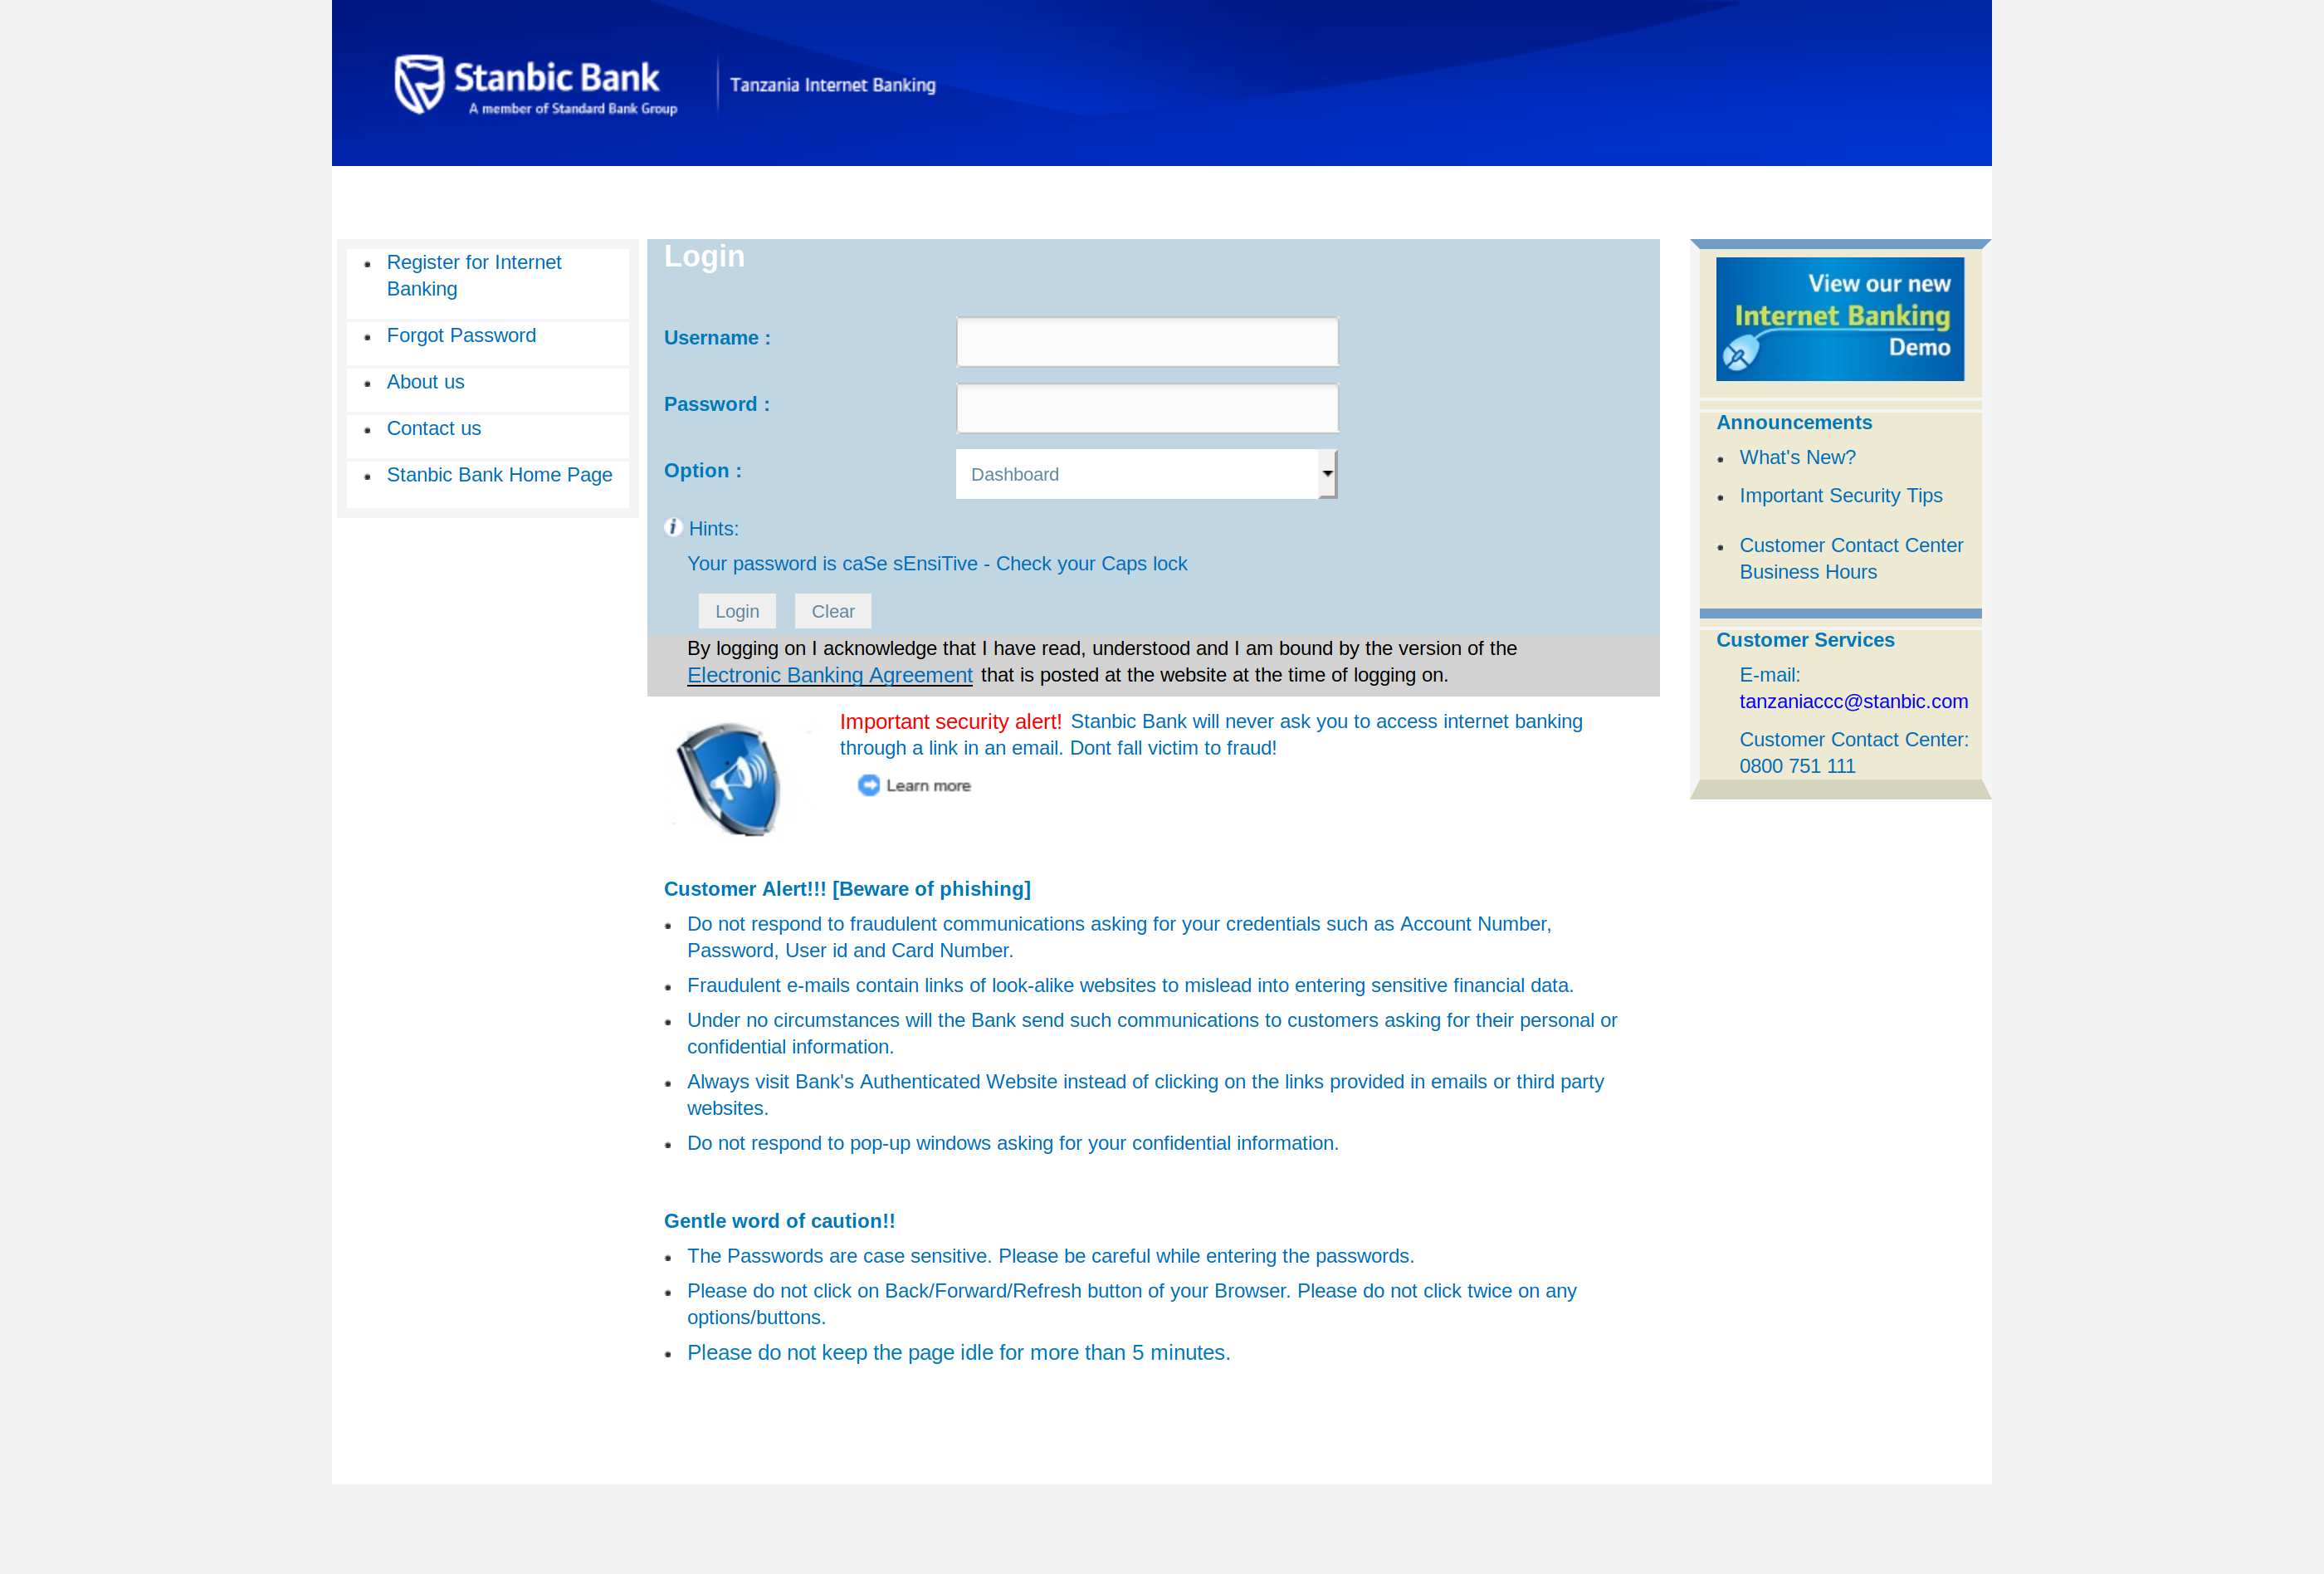 Stanbic Bank
A member of Standard Bank Group
Tanzania Internet Banking
Register for Internet
Banking
Forgot Password
About us
Contact us
Stanbic Bank Home Page
Login
Username :
Password :
Option :
Dashboard
Hints:
Your password is caSe sEnsiTive - Check your Caps lock
Login
Clear
By logging on I acknowledge that I have read, understood and I am bound by the version of the
Electronic Banking Agreement that is posted at the website at the time of logging on.
Important security alert! Stanbic Bank will never ask you to access internet banking
through a link in an email. Dont fall victim to fraud!
Learn more
Customer Alert!!! [Beware of phishing]
Do not respond to fraudulent communications asking for your credentials such as Account Number,
Password, User id and Card Number.
Fraudulent e-mails contain links of look-alike websites to mislead into entering sensitive financial data.
Under no circumstances will the Bank send such communications to customers asking for their personal or
confidential information.
Always visit Bank's Authenticated Website instead of clicking on the links provided in emails or third party
websites.
Do not respond to pop-up windows asking for your confidential information.
Gentle word of caution!!
The Passwords are case sensitive. Please be careful while entering the passwords.
Please do not click on Back/Forward/Refresh button of your Browser. Please do not click twice on any
options/buttons.
Please do not keep the page idle for more than 5 minutes.
View our new
Internet Banking
Demo
Announcements
What's New?
Important Security Tips
Customer Contact Center
Business Hours
Customer Services
E-mail:
tanzaniaccc@stanbic.com
Customer Contact Center:
0800 751 111